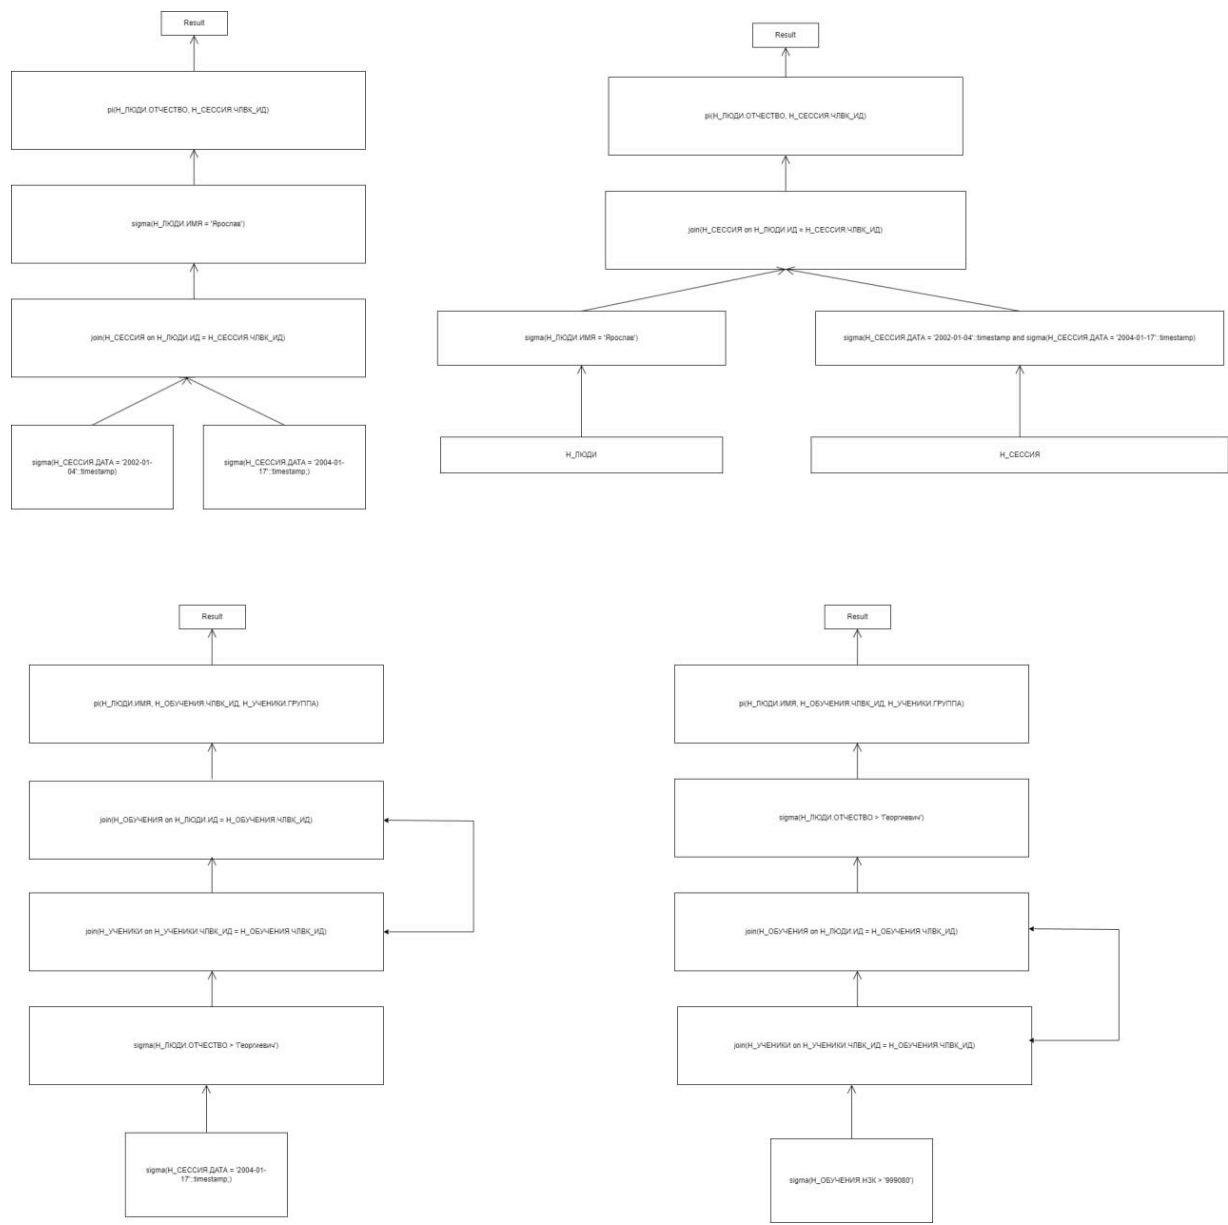 Result
pi(Н_ЛЮДИ.ОТЧЕСТВО, Н_СЕССИЯ.ЧЛВК_ИД)
sigma(Н_ЛЮДИ.ИМЯ = 'Ярослав')
join(Н_СЕССИЯ on Н_ЛЮДИ.ИД = Н_СЕССИЯ.ЧЛВК_ИД)
sigma(Н_СЕССИЯ.ДАТА = '2002-01-
04'::timestamp)
sigma(Н_СЕССИЯ.ДАТА = '2004-01-
17'::timestamp;)
Result
pi(Н_ЛЮДИ.ОТЧЕСТВО, Н_СЕССИЯ.ЧЛВК_ИД)
join(Н_СЕССИЯ on Н_ЛЮДИ.ИД = Н_СЕССИЯ.ЧЛВК_ИД)
sigma(Н_ЛЮДИ.ИМЯ = 'Ярослав')
sigma(Н_СЕССИЯ.ДАТА = '2002-01-04'::timestamp and sigma(Н_СЕССИЯ.ДАТА = '2004-01-17'::timestamp)
Н_ЛЮДИ
Н_СЕССИЯ
Result
pi(Н_ЛЮДИ.ИМЯ, Н_ОБУЧЕНИЯ.ЧЛВК_ИД, Н_УЧЕНИКИ.ГРУППА)
join(Н_ОБУЧЕНИЯ on Н_ЛЮДИ.ИД = Н_ОБУЧЕНИЯ.ЧЛВК_ИД)
join(Н_УЧЕНИКИ on Н_УЧЕНИКИ.ЧЛВК_ИД = Н_ОБУЧЕНИЯ.ЧЛВК_ИД)
sigma(Н_ЛЮДИ.ОТЧЕСТВО > 'Георгиевич')
sigma(Н_СЕССИЯ.ДАТА = '2004-01-
17'::timestamp;)
Result
pi(Н_ЛЮДИ.ИМЯ, Н_ОБУЧЕНИЯ.ЧЛВК_ИД, Н_УЧЕНИКИ.ГРУППА)
sigma(Н_ЛЮДИ.ОТЧЕСТВО > 'Георгиевич')
join(Н_ОБУЧЕНИЯ on Н_ЛЮДИ.ИД = Н_ОБУЧЕНИЯ.ЧЛВК_ИД)
join(Н_УЧЕНИКИ on Н_УЧЕНИКИ.ЧЛВК_ИД = Н_ОБУЧЕНИЯ.ЧЛВК_ИД)
sigma(Н_ОБУЧЕНИЯ.НЗК > '999080')